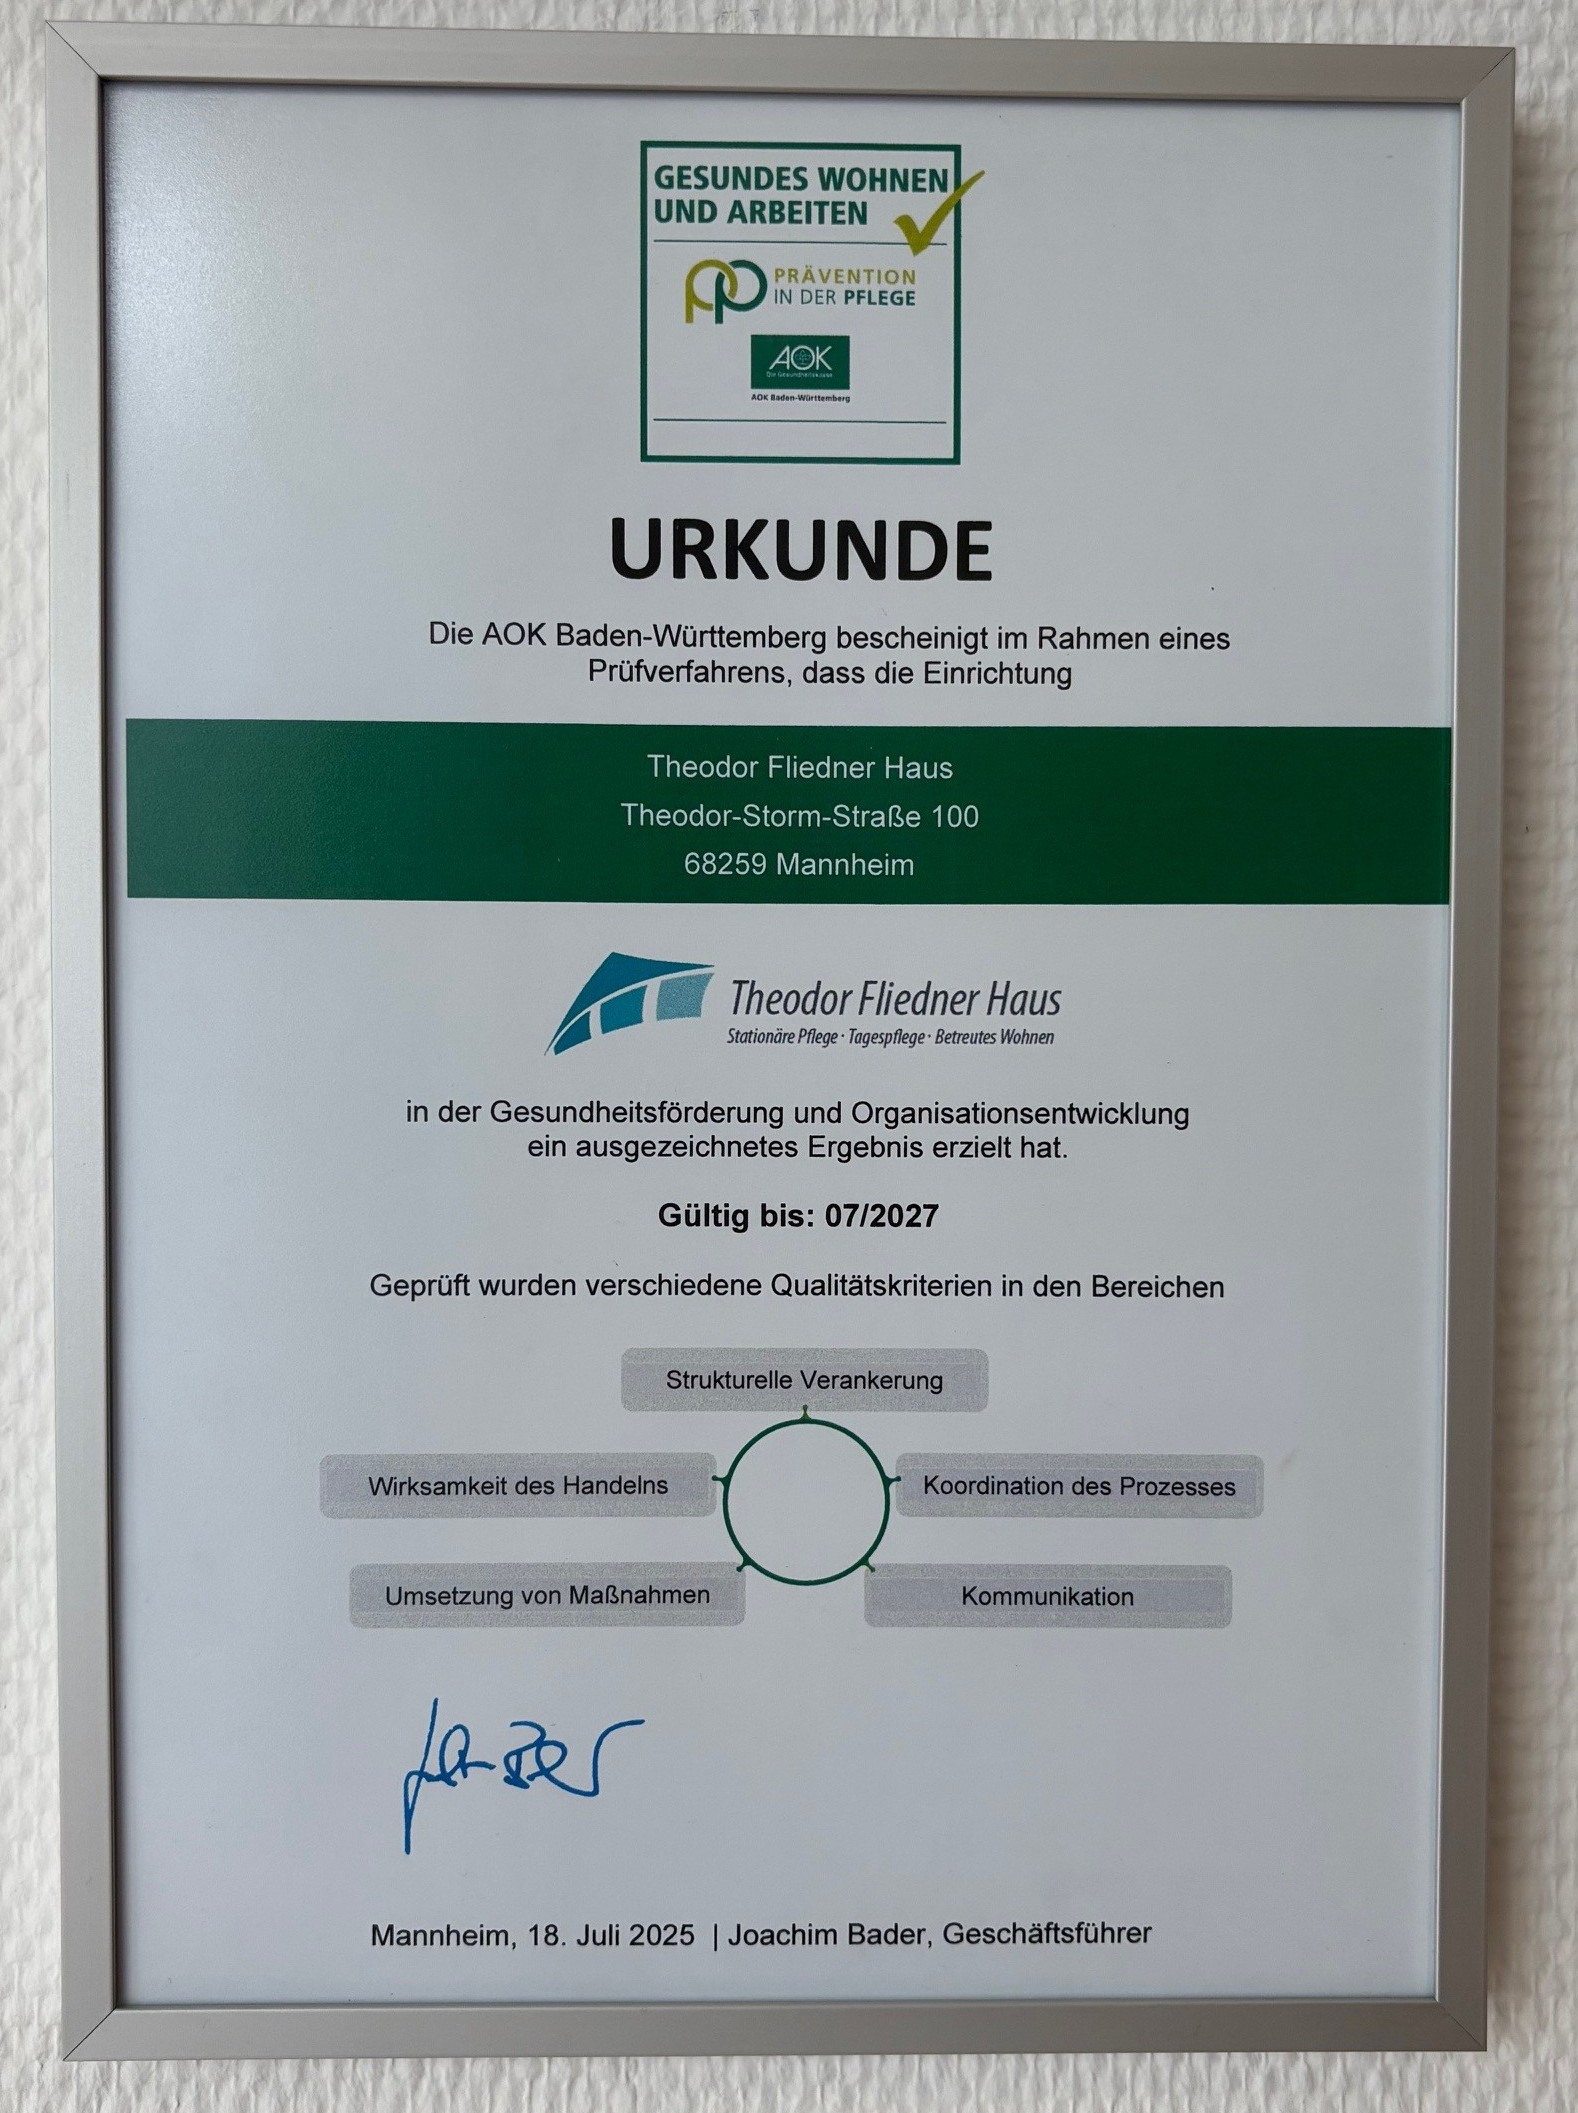 GESUNDES WOHNEN
UND ARBEITEN
PRÄVENTION
IN DER PFLEGE
AOK
Die Gesundheitskasse
AOK Baden-Württemberg
URKUNDE
Die AOK Baden-Württemberg bescheinigt im Rahmen eines
Prüfverfahrens, dass die Einrichtung
Theodor Fliedner Haus
Theodor-Storm-Straße 100
68259 Mannheim
Theodor Fliedner Haus
Stationäre Pflege · Tagespflege · Betreutes Wohnen
in der Gesundheitsförderung und Organisationsentwicklung
ein ausgezeichnetes Ergebnis erzielt hat.
Gültig bis: 07/2027
Geprüft wurden verschiedene Qualitätskriterien in den Bereichen
Strukturelle Verankerung
Wirksamkeit des Handelns
Koordination des Prozesses
Umsetzung von Maßnahmen
Kommunikation
Mannheim, 18. Juli 2025 | Joachim Bader, Geschäftsführer